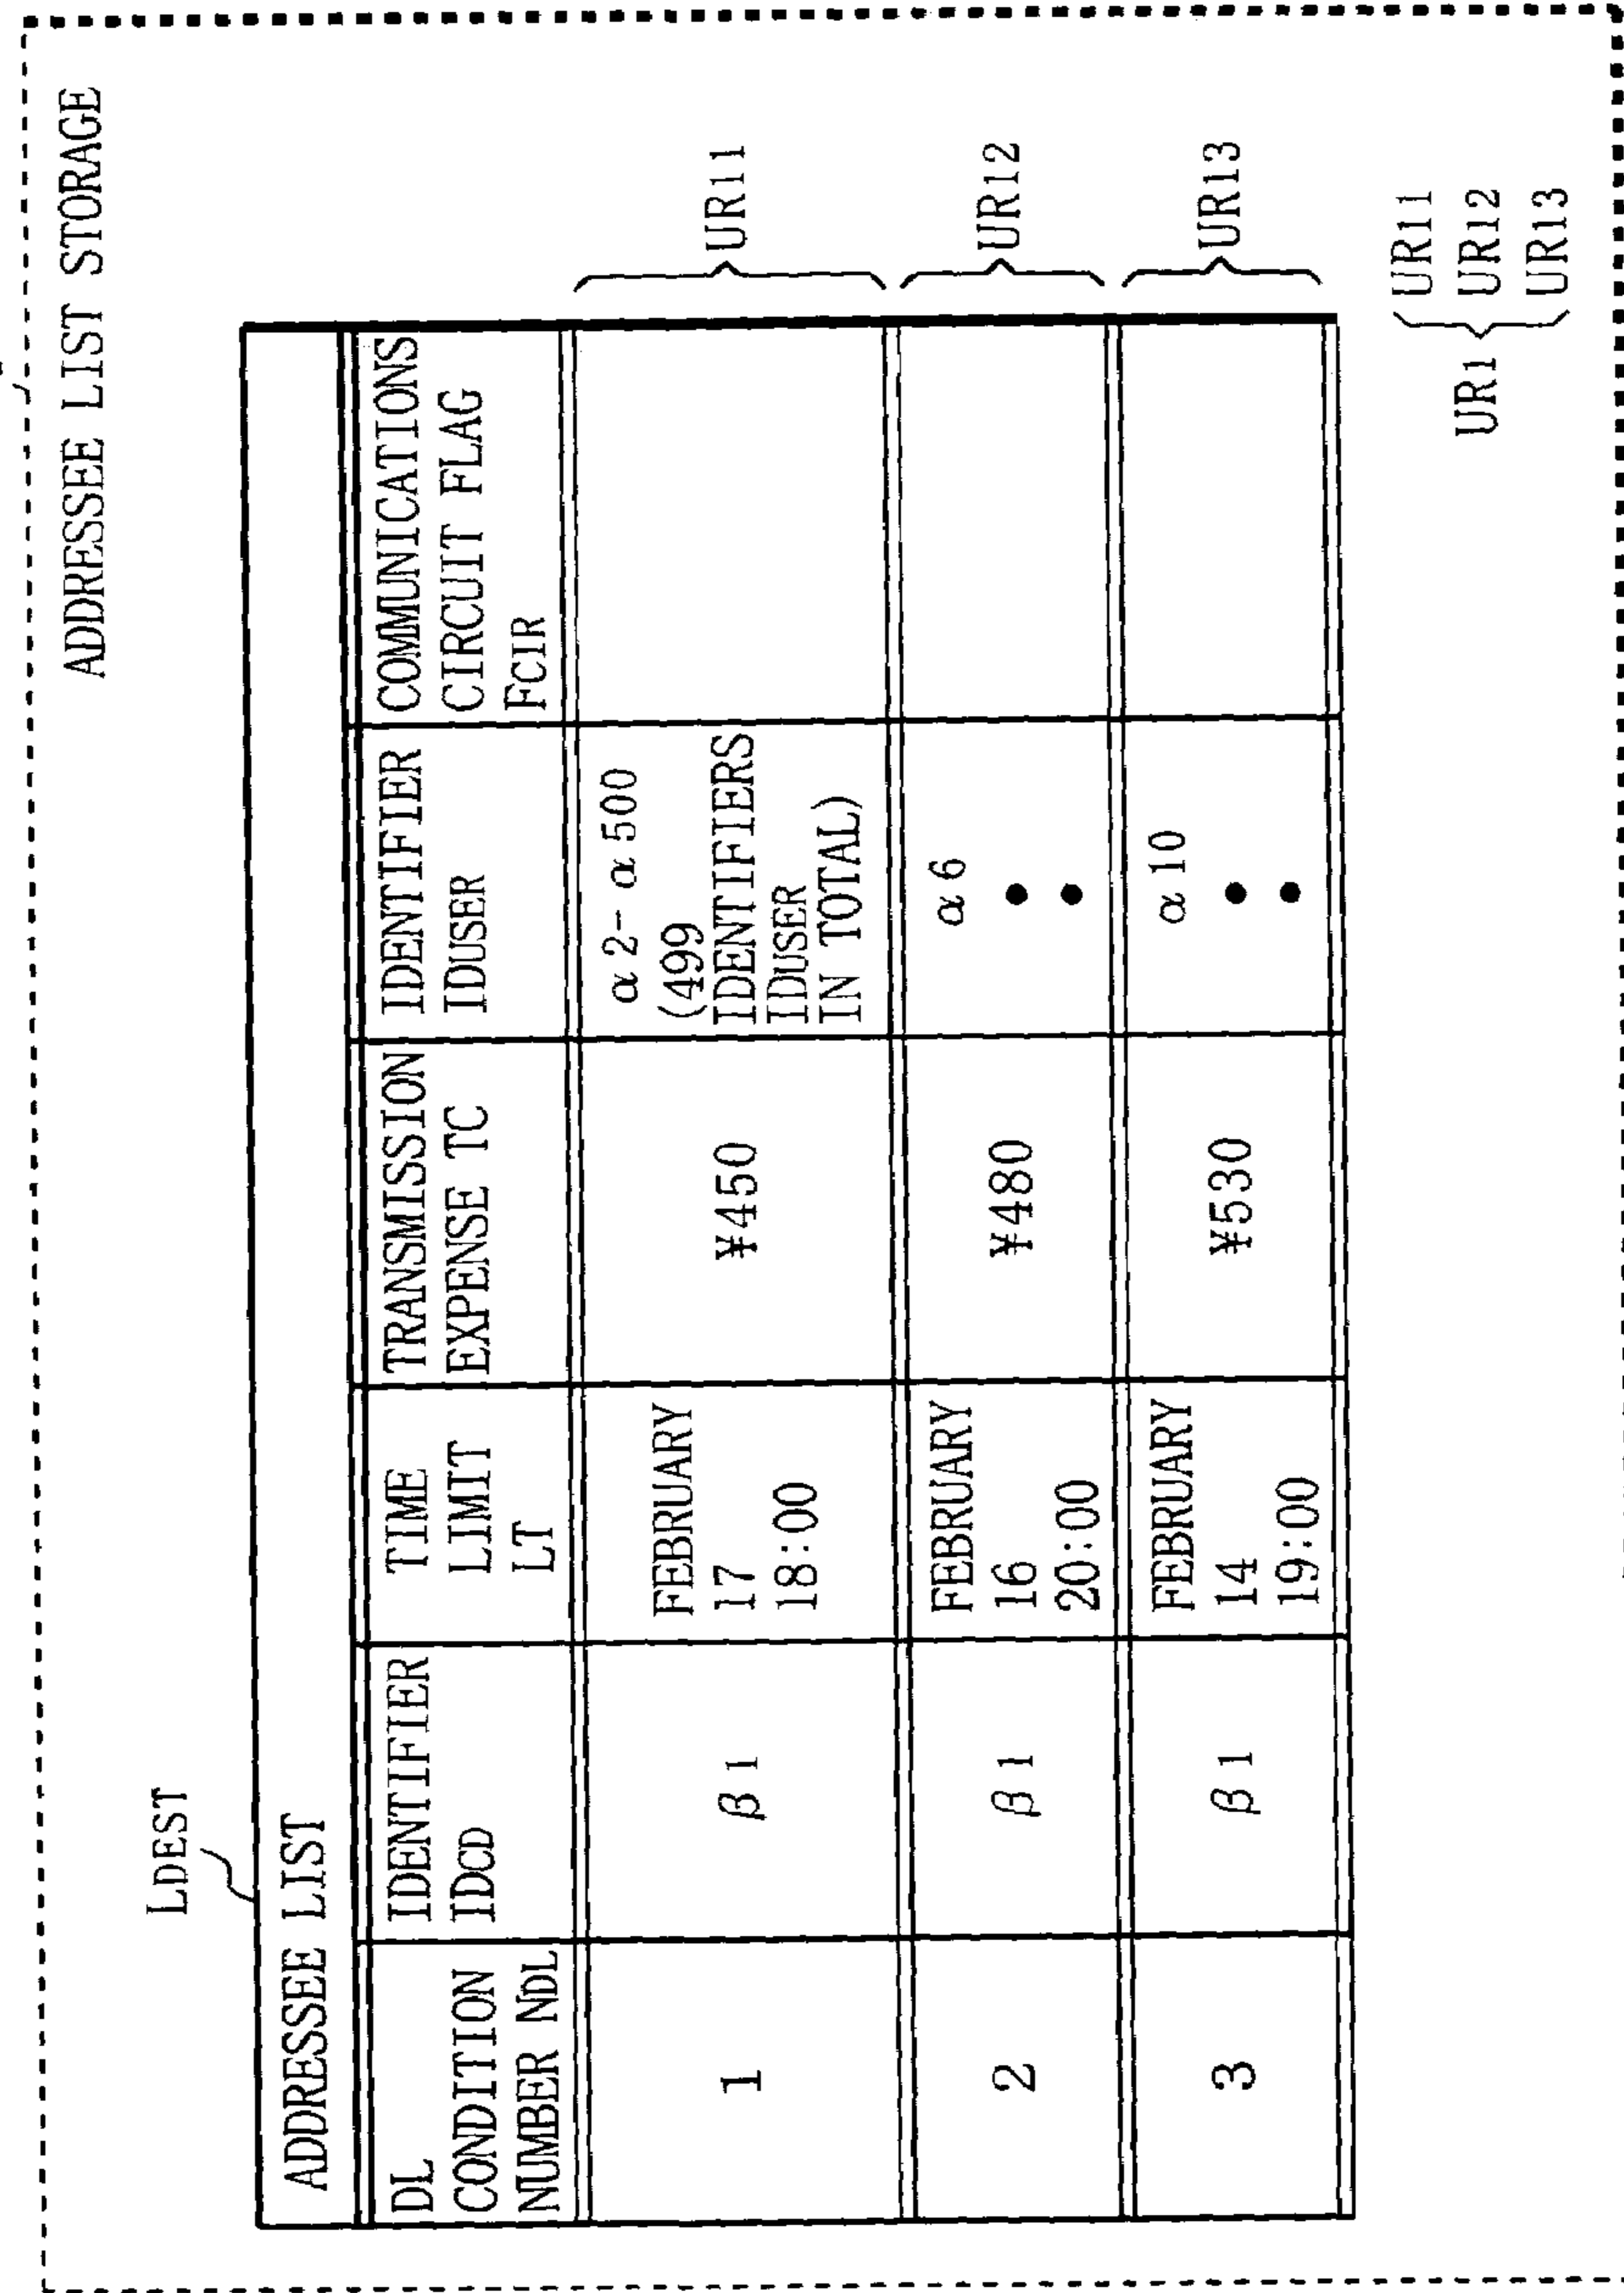 ADDRESSEE LIST STORAGE
LDEST
ADDRESSEE LIST
DL
CONDITION
NUMBER NDL
IDENTIFIER
IDCD
TIME
LIMIT
LT
TRANSMISSION
EXPENSE TC
IDENTIFIER
IDUSER
COMMUNICATIONS
CIRCUIT FLAG
FCIR
1
β1
FEBRUARY
17
18:00
¥450
α2-α500
(499
IDENTIFIERS
IDUSER
IN TOTAL)
UR11
2
β1
FEBRUARY
16
20:00
¥480
α6
UR12
3
β1
FEBRUARY
14
19:00
¥530
α10
UR13
UR1
UR11
UR12
UR13